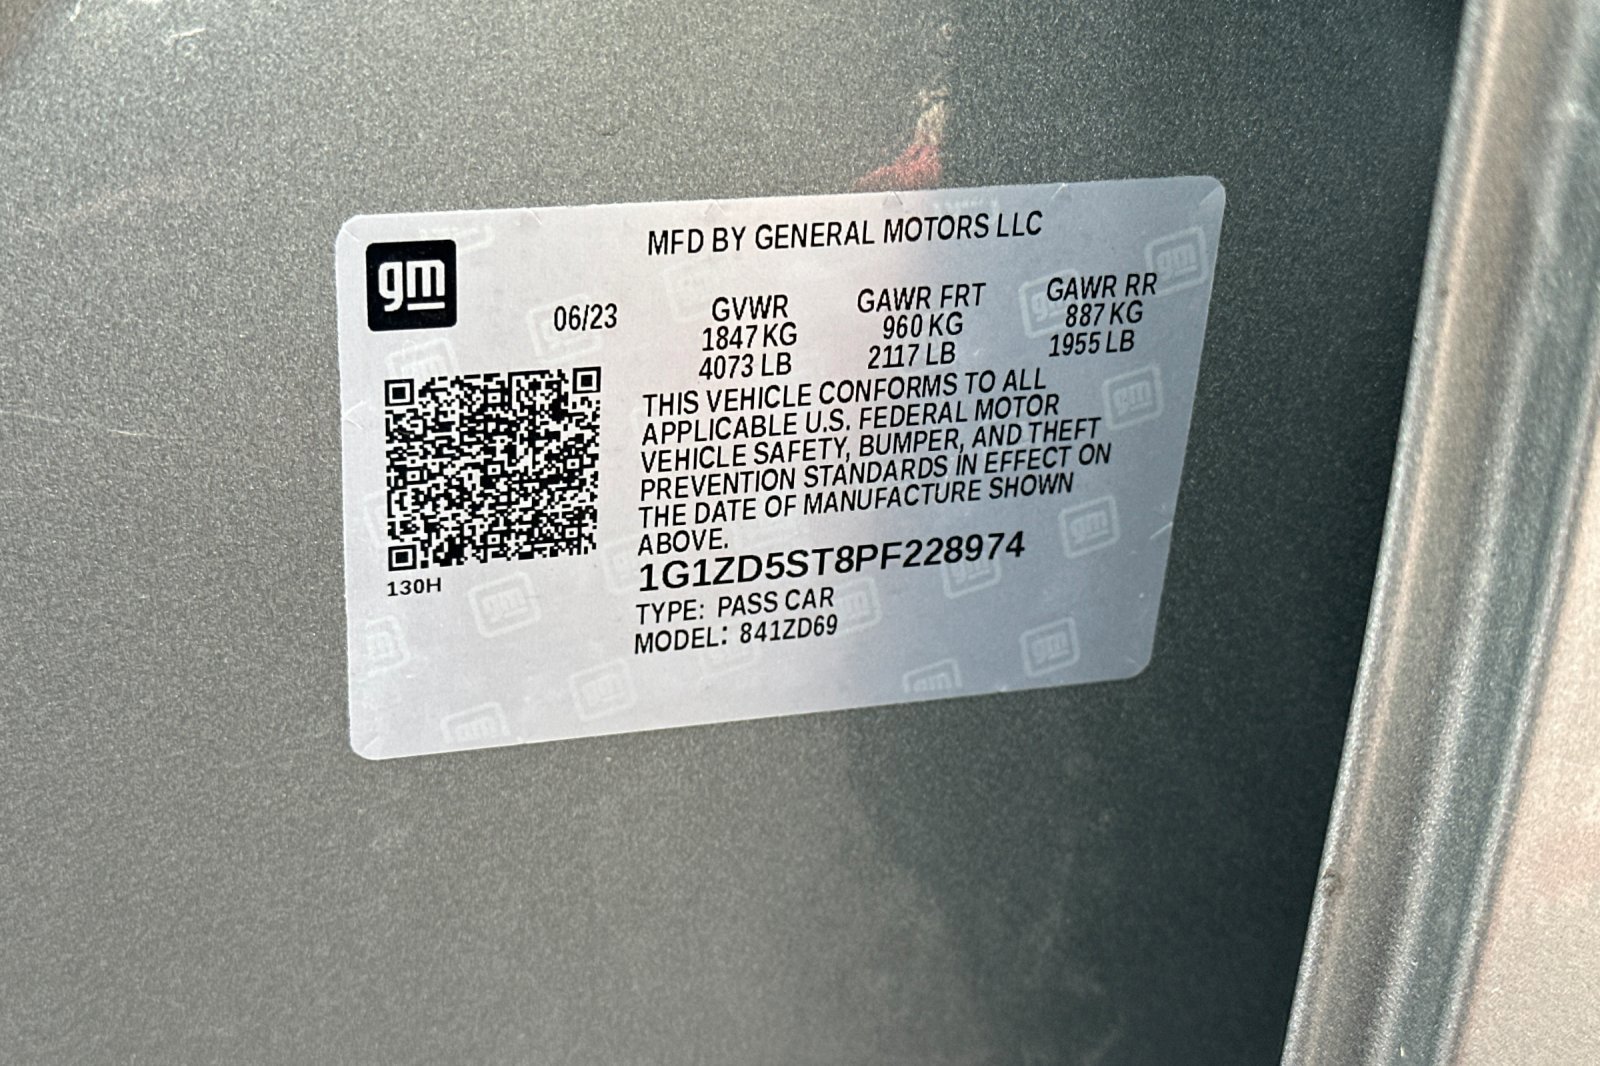 gm
MFD BY GENERAL MOTORS LLC
06/23
GVWR
1847 KG
4073 LB
GAWR FRT
960 KG
2117 LB
GAWR RR
887 KG
1955 LB
THIS VEHICLE CONFORMS TO ALL
APPLICABLE U.S. FEDERAL MOTOR
VEHICLE SAFETY, BUMPER, AND THEFT
PREVENTION STANDARDS IN EFFECT ON
THE DATE OF MANUFACTURE SHOWN
ABOVE.
130H
1G1ZD5ST8PF228974
TYPE: PASS CAR
MODEL: 841ZD69